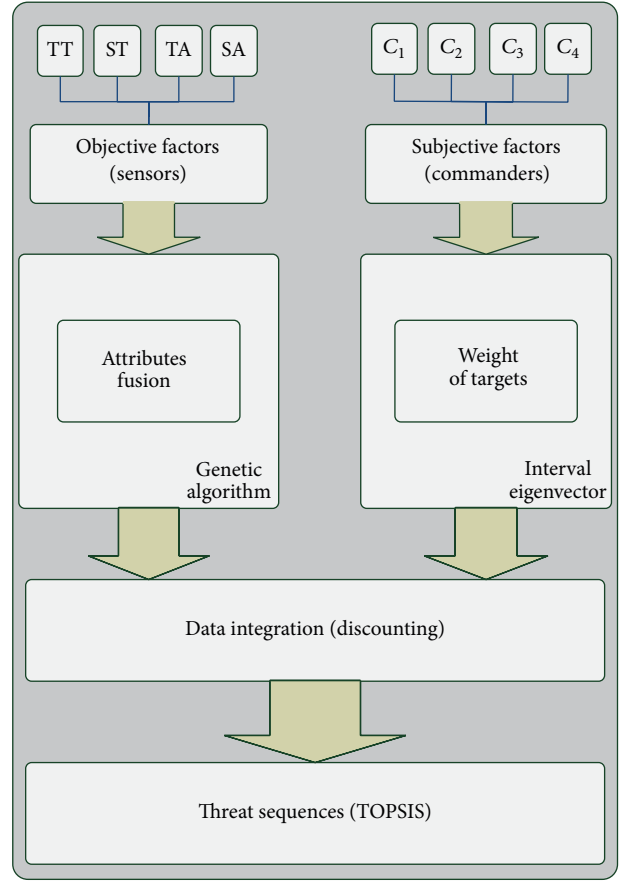 TT ST TA SA C₁ C₂ C₃ C₄
Objective factors
(sensors)
Subjective factors
(commanders)
Attributes
fusion
Genetic
algorithm
Weight
of targets
Interval
eigenvector
Data integration (discounting)
Threat sequences (TOPSIS)